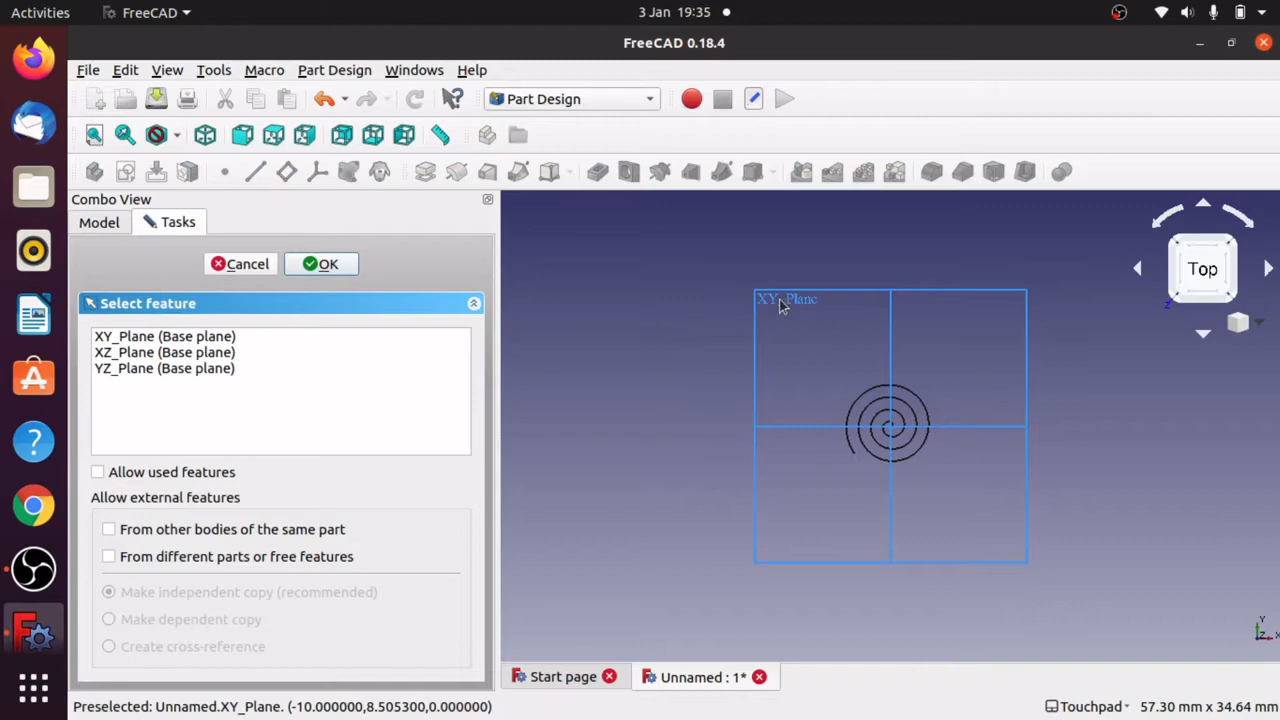 Activities
FreeCAD
3 Jan 19:35
FreeCAD 0.18.4
File Edit View Tools Macro Part Design Windows Help
Part Design
Combo View
Model Tasks
Cancel OK
Select feature
XY_Plane (Base plane)
XZ_Plane (Base plane)
YZ_Plane (Base plane)
Allow used features
Allow external features
From other bodies of the same part
From different parts or free features
Make independent copy (recommended)
Make dependent copy
Create cross-reference
XY_Plane
Top
Z
Y
Z X
Start page Unnamed : 1*
Preselected: Unnamed.XY_Plane. (-10.000000,8.505300,0.000000) Touchpad 57.30 mm x 34.64 mm